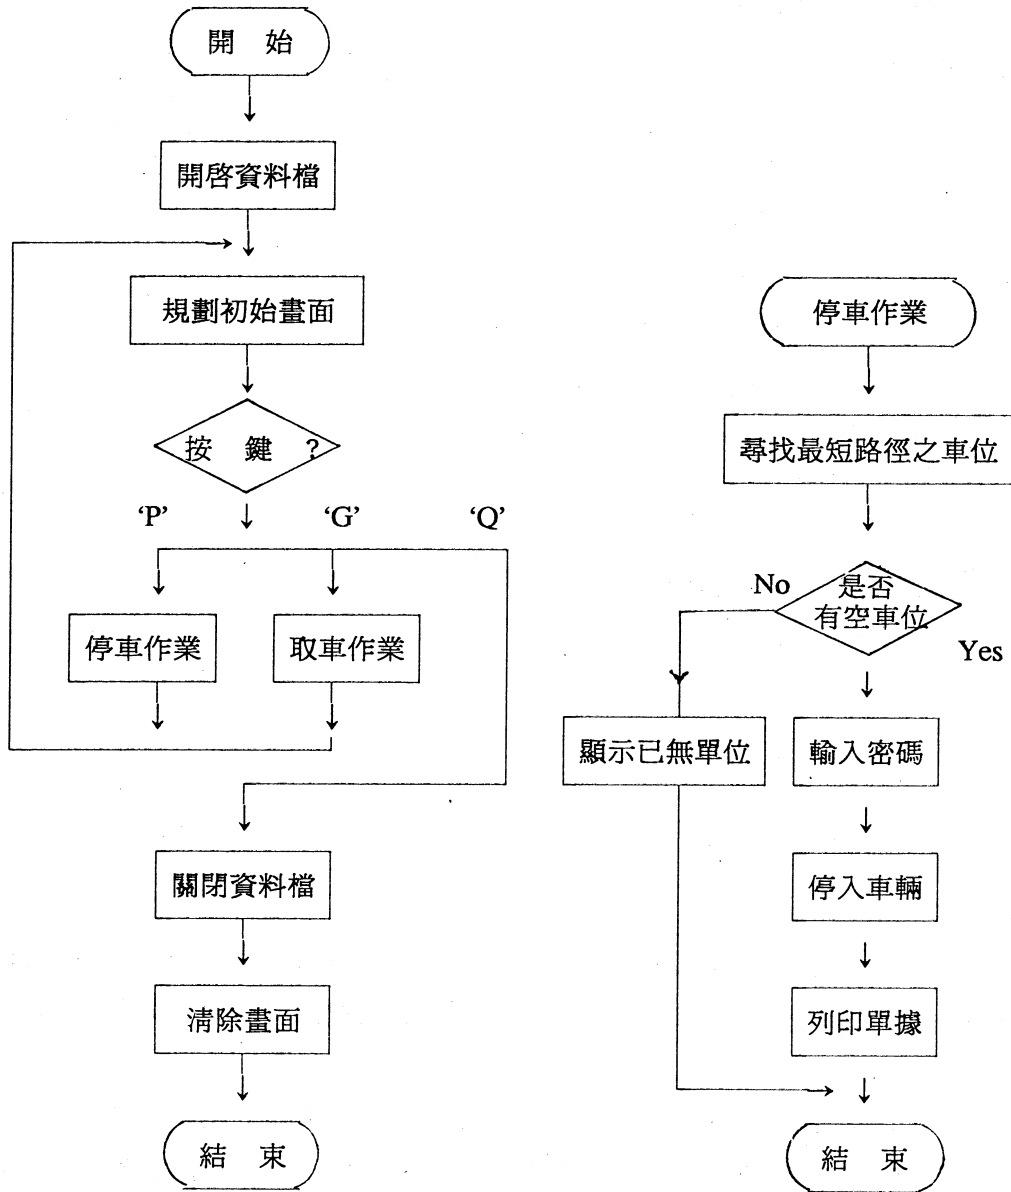 開 始
開啓資料檔
規劃初始畫面
按 鍵 ?
‘P’ ‘G’ ‘Q’
停車作業 取車作業
關閉資料檔
清除畫面
結 束
停車作業
尋找最短路徑之車位
是否
有空車位
No
Yes
顯示已無單位
輸入密碼
停入車輛
列印單據
結 束